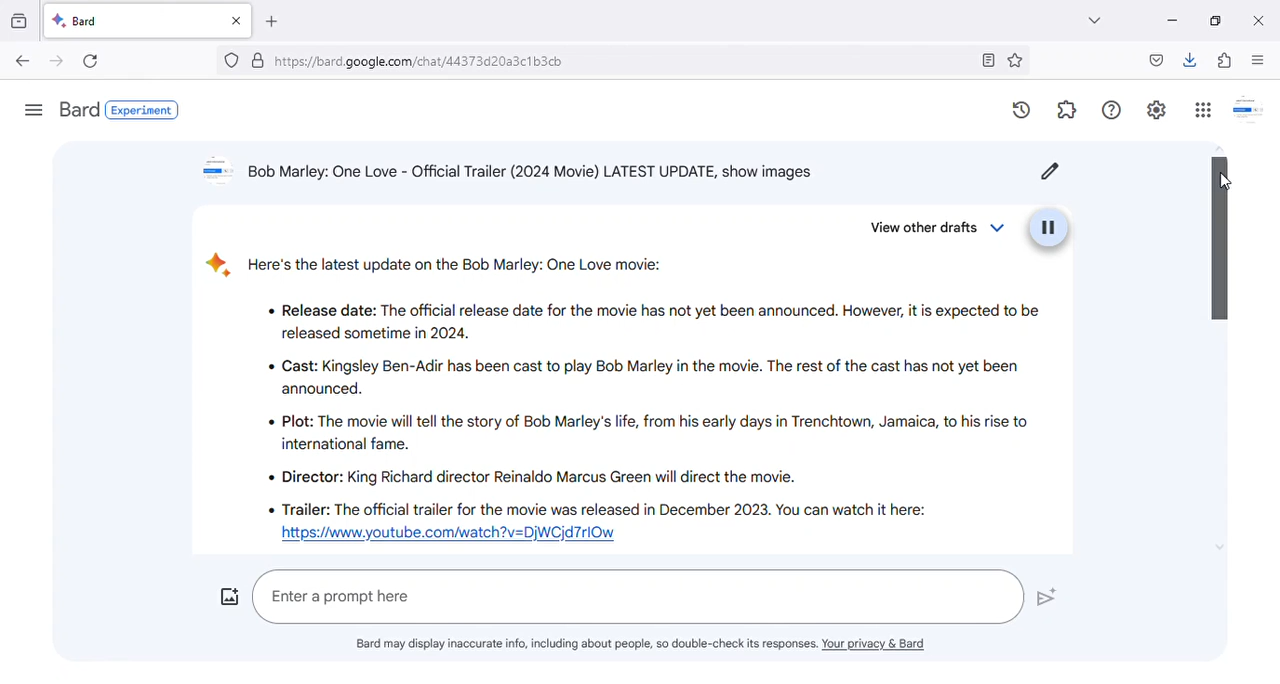 Bard
https://bard.google.com/chat/44373d20a3c1b3cb
Bard Experiment
Bob Marley: One Love - Official Trailer (2024 Movie) LATEST UPDATE, show images
View other drafts
Here's the latest update on the Bob Marley: One Love movie:
• Release date: The official release date for the movie has not yet been announced. However, it is expected to be
released sometime in 2024.
• Cast: Kingsley Ben-Adir has been cast to play Bob Marley in the movie. The rest of the cast has not yet been
announced.
• Plot: The movie will tell the story of Bob Marley's life, from his early days in Trenchtown, Jamaica, to his rise to
international fame.
• Director: King Richard director Reinaldo Marcus Green will direct the movie.
• Trailer: The official trailer for the movie was released in December 2023. You can watch it here:
https://www.youtube.com/watch?v=DjWCjd7rlOw
Enter a prompt here
Bard may display inaccurate info, including about people, so double-check its responses. Your privacy & Bard